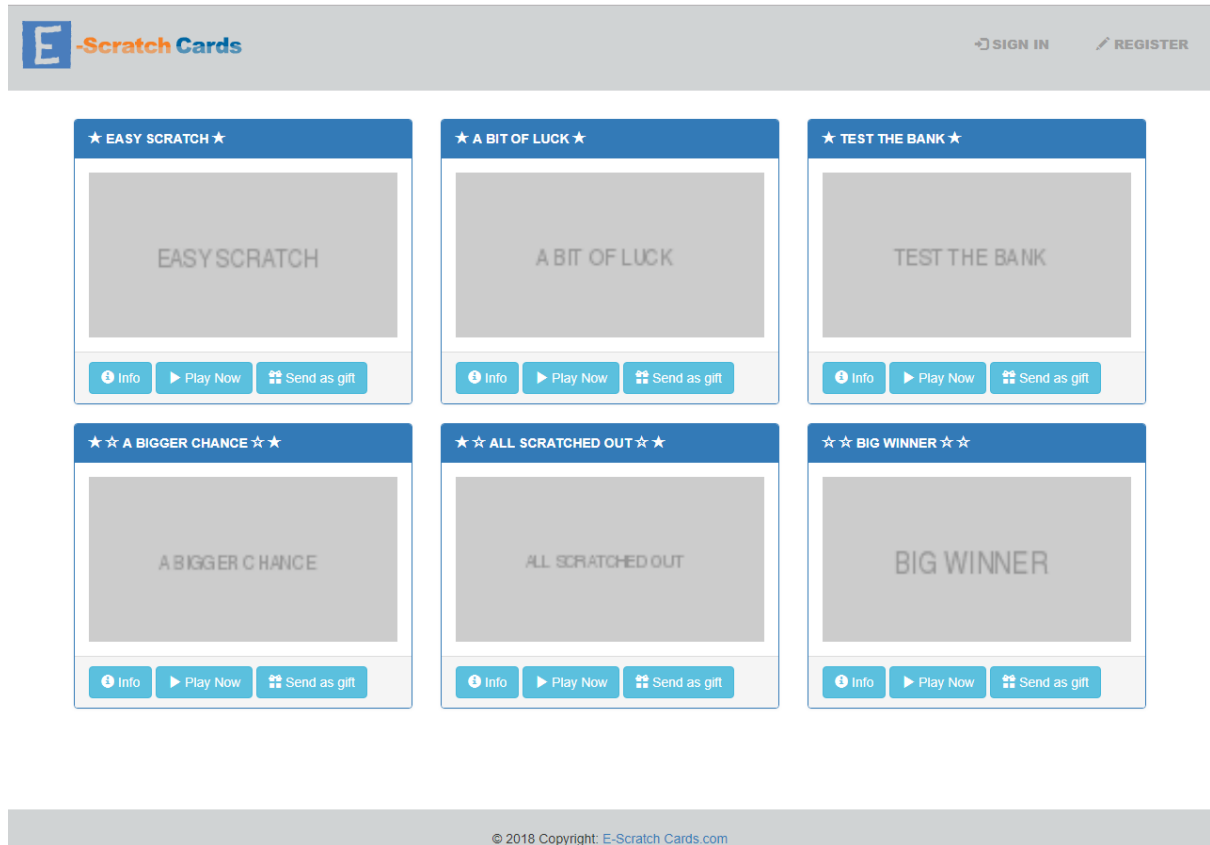 E-Scratch Cards
SIGN IN REGISTER
★ EASY SCRATCH ★
EASY SCRATCH
Info Play Now Send as gift
★ A BIT OF LUCK ★
A BIT OF LUCK
Info Play Now Send as gift
★ TEST THE BANK ★
TEST THE BANK
Info Play Now Send as gift
★ ☆ A BIGGER CHANCE ☆ ★
A BIGGER CHANCE
Info Play Now Send as gift
★ ☆ ALL SCRATCHED OUT ☆ ★
ALL SCRATCHED OUT
Info Play Now Send as gift
☆ ☆ BIG WINNER ☆ ☆
BIG WINNER
Info Play Now Send as gift
© 2018 Copyright: E-Scratch Cards.com